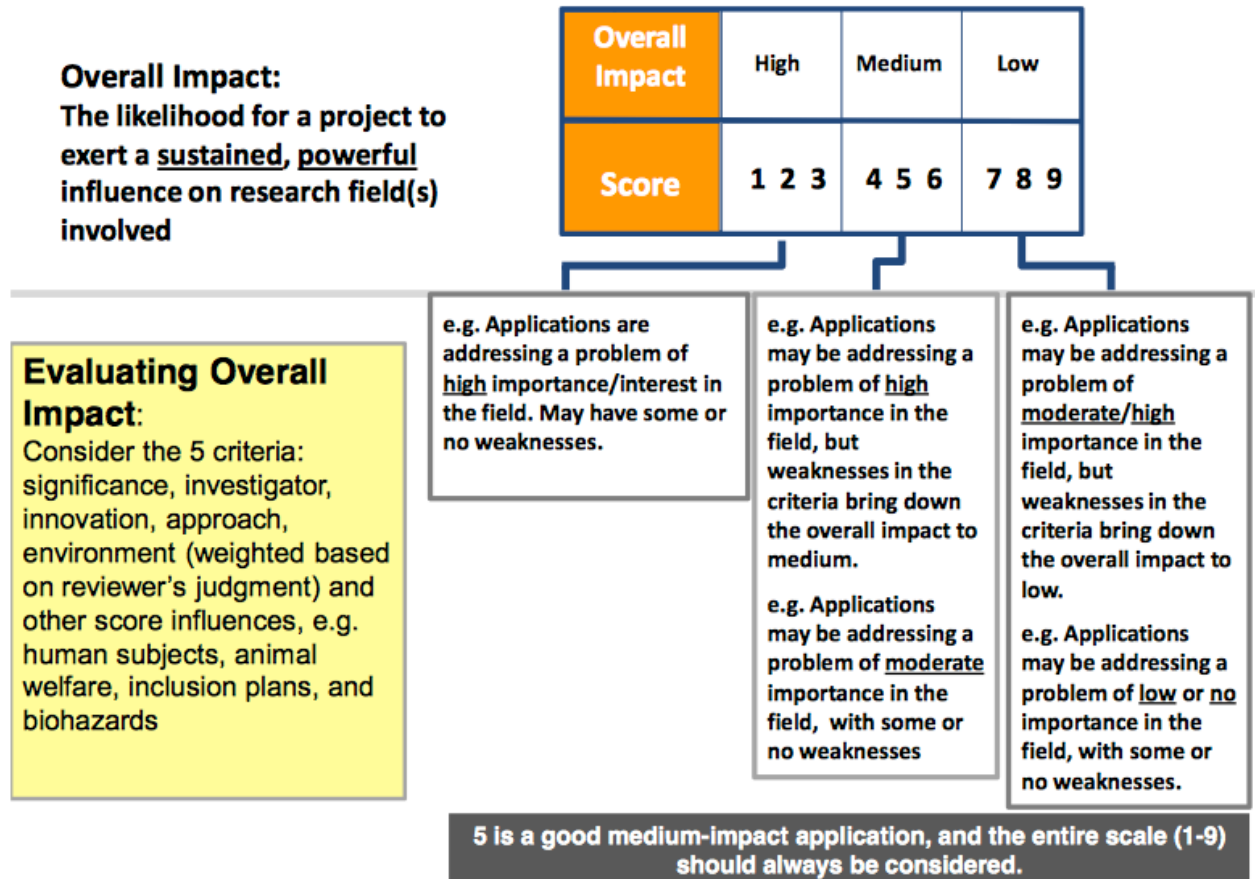 Overall Impact:
The likelihood for a project to
exert a sustained, powerful
influence on research field(s)
involved
Overall
Impact
High
Medium
Low
Score
1 2 3
4 5 6
7 8 9
Evaluating Overall
Impact:
Consider the 5 criteria:
significance, investigator,
innovation, approach,
environment (weighted based
on reviewer's judgment) and
other score influences, e.g.
human subjects, animal
welfare, inclusion plans, and
biohazards
e.g. Applications are
addressing a problem of
high importance/interest in
the field. May have some or
no weaknesses.
e.g. Applications
may be addressing a
problem of high
importance in the
field, but
weaknesses in the
criteria bring down
the overall impact to
medium.
e.g. Applications
may be addressing a
problem of moderate
importance in the
field, with some or
no weaknesses
e.g. Applications
may be addressing a
problem of
moderate/high
importance in the
field, but
weaknesses in the
criteria bring down
the overall impact to
low.
e.g. Applications
may be addressing a
problem of low or no
importance in the
field, with some or
no weaknesses.
5 is a good medium-impact application, and the entire scale (1-9)
should always be considered.